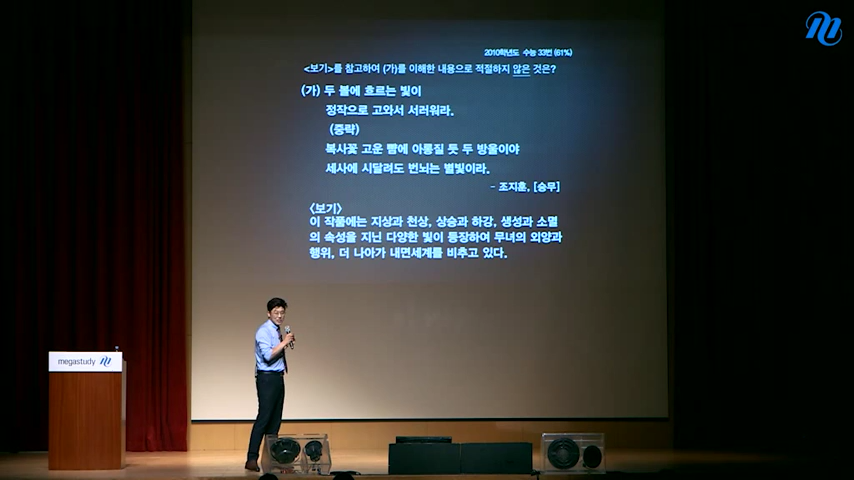 2010학년도 수능 33번 (61%)
<보기>를 참고하여 (가)를 이해한 내용으로 적절하지 않은 것은?
(가) 두 볼에 흐르는 빛이
정작으로 고와서 서러워라.
(중략)
복사꽃 고운 뺨에 아롱질 듯 두 방울이야
세사에 시달려도 번뇌는 별빛이라.
- 조지훈, [승무]
<보기>
이 작품에는 지상과 천상, 상승과 하강, 생성과 소멸
의 속성을 지닌 다양한 빛이 등장하여 무녀의 외양과
행위, 더 나아가 내면세계를 비추고 있다.
megastudy